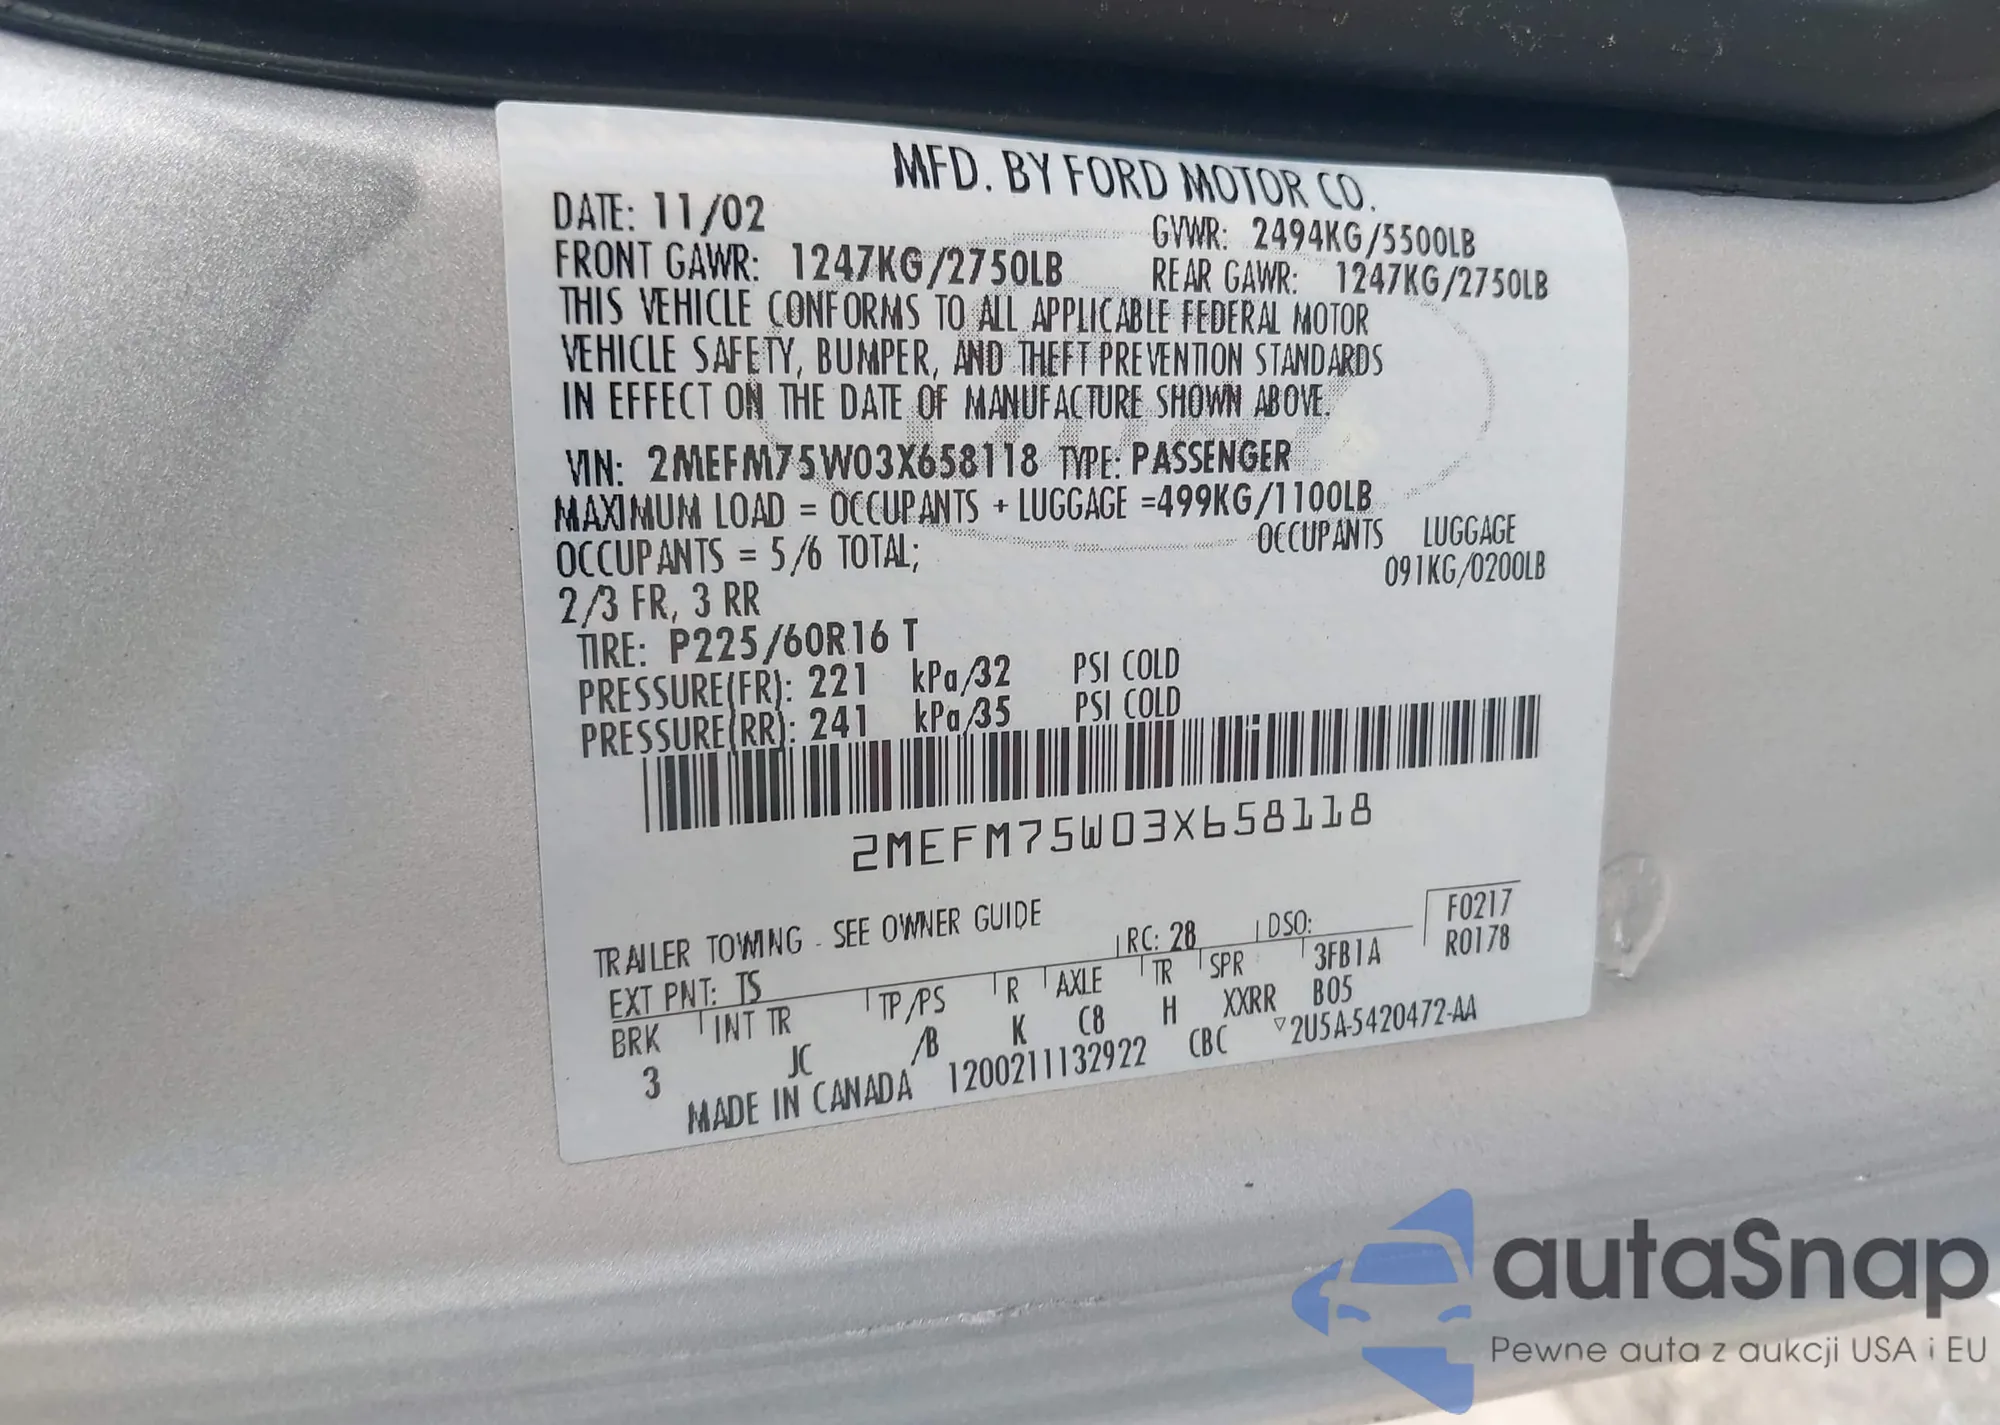 MFD. BY FORD MOTOR CO.
DATE: 11/02
GVWR: 2494KG/5500LB
FRONT GAWR: 1247KG/2750LB
REAR GAWR: 1247KG/2750LB
THIS VEHICLE CONFORMS TO ALL APPLICABLE FEDERAL MOTOR
VEHICLE SAFETY, BUMPER, AND THEFT PREVENTION STANDARDS
IN EFFECT ON THE DATE OF MANUFACTURE SHOWN ABOVE.
VIN: 2MEFM75W03X658118 TYPE: PASSENGER
MAXIMUM LOAD = OCCUPANTS + LUGGAGE =499KG/1100LB
OCCUPANTS = 5/6 TOTAL;
OCCUPANTS LUGGAGE
2/3 FR, 3 RR
091KG/0200LB
TIRE: P225/60R16 T
PRESSURE(FR): 221 kPa/32 PSI COLD
PRESSURE(RR): 241 kPa/35 PSI COLD
2MEFM75W03X658118
TRAILER TOWING - SEE OWNER GUIDE
EXT PNT: TS RC: 28 DSO:
F0217
R0178
BRK INT TR TP/PS R AXLE TR SPR 3FB1A
3 JC /B K C8 H XXRR B05
MADE IN CANADA 1200211132922 CBC ▽2U5A-5420472-AA
autaSnap
Pewne auta z aukcji USA i EU